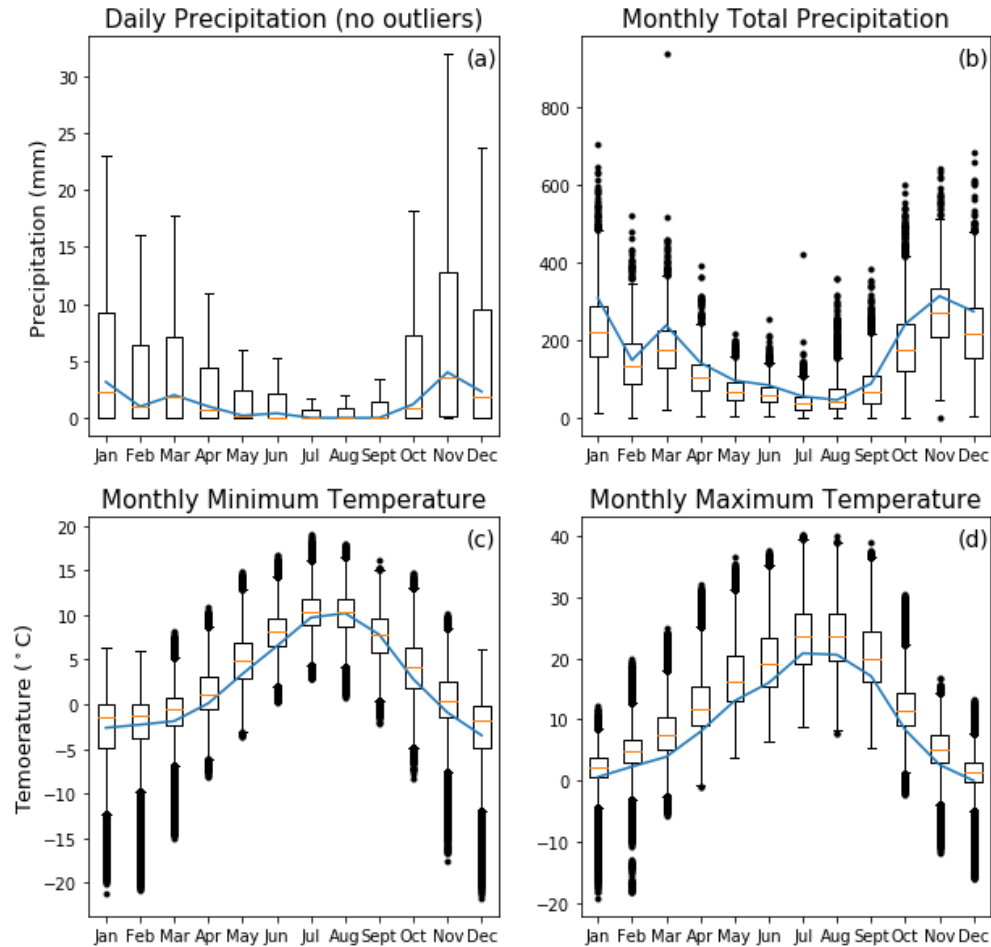 Daily Precipitation (no outliers)
(a)
Precipitation (mm)
30
25
20
15
10
5
0
Jan Feb Mar Apr May Jun Jul Aug Sept Oct Nov Dec
Monthly Total Precipitation
(b)
800
600
400
200
0
Jan Feb Mar Apr May Jun Jul Aug Sept Oct Nov Dec
Monthly Minimum Temperature
(c)
Temoerature (°C)
20
15
10
5
0
−5
−10
−15
−20
Jan Feb Mar Apr May Jun Jul Aug Sept Oct Nov Dec
Monthly Maximum Temperature
(d)
40
30
20
10
0
−10
−20
Jan Feb Mar Apr May Jun Jul Aug Sept Oct Nov Dec